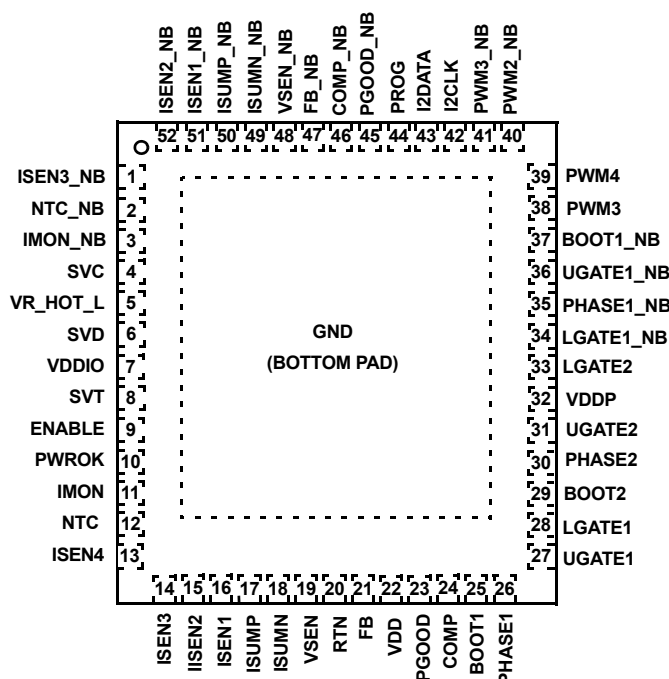 ISEN2_NB
ISEN1_NB
ISUMP_NB
ISUMN_NB
VSEN_NB
FB_NB
COMP_NB
PGOOD_NB
PROG
I2DATA
I2CLK
PWM3_NB
PWM2_NB
52 51 50 49 48 47 46 45 44 43 42 41 40
ISEN3_NB 1
NTC_NB 2
IMON_NB 3
SVC 4
VR_HOT_L 5
SVD 6
VDDIO 7
SVT 8
ENABLE 9
PWROK 10
IMON 11
NTC 12
ISEN4 13
GND
(BOTTOM PAD)
39 PWM4
38 PWM3
37 BOOT1_NB
36 UGATE1_NB
35 PHASE1_NB
34 LGATE1_NB
33 LGATE2
32 VDDP
31 UGATE2
30 PHASE2
29 BOOT2
28 LGATE1
27 UGATE1
14 15 16 17 18 19 20 21 22 23 24 25 26
ISEN3
IISEN2
ISEN1
ISUMP
ISUMN
VSEN
RTN
FB
VDD
PGOOD
COMP
BOOT1
PHASE1